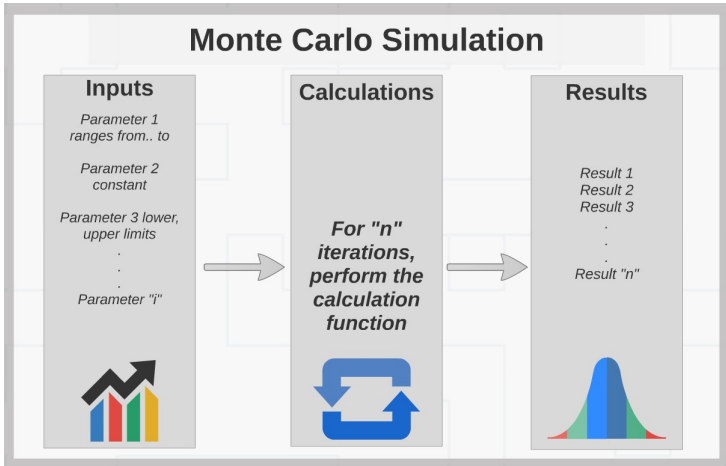 Monte Carlo Simulation
Inputs
Parameter 1
ranges from.. to
Parameter 2
constant
Parameter 3 lower,
upper limits
.
.
.
Parameter "i"
Calculations
For "n"
iterations,
perform the
calculation
function
Results
Result 1
Result 2
Result 3
.
.
.
Result "n"